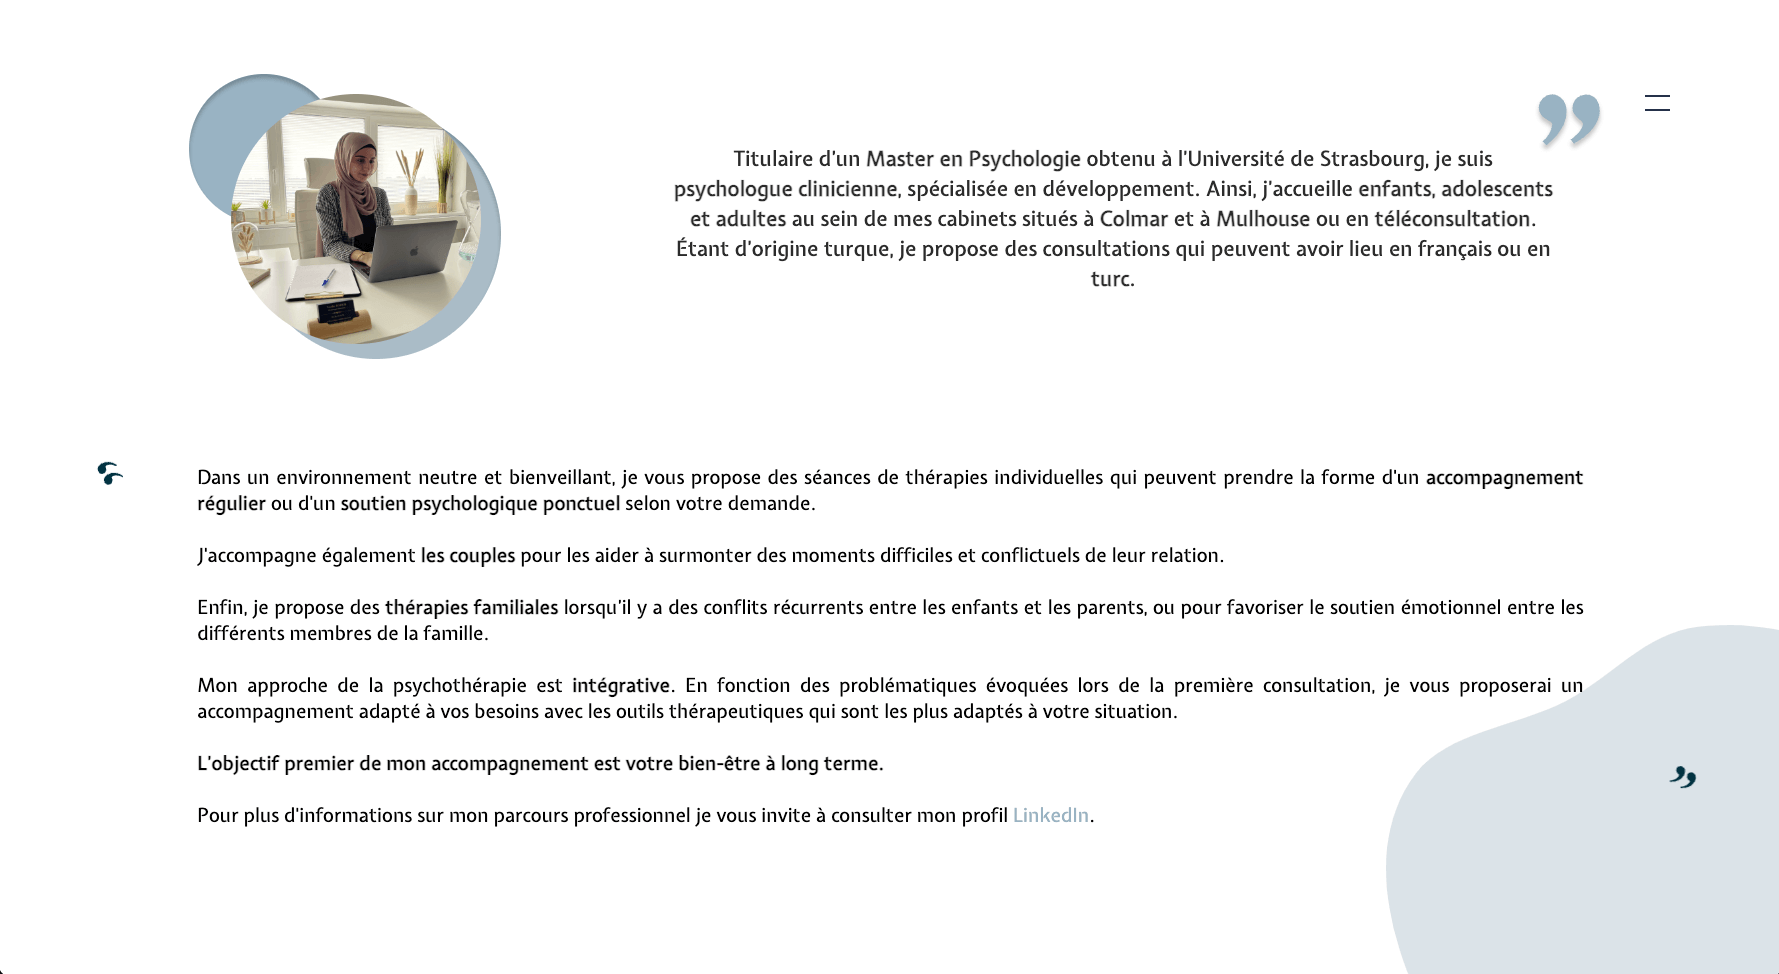 Titulaire d’un Master en Psychologie obtenu à l’Université de Strasbourg, je suis
psychologue clinicienne, spécialisée en développement. Ainsi, j’accueille enfants, adolescents
et adultes au sein de mes cabinets situés à Colmar et à Mulhouse ou en téléconsultation.
Étant d’origine turque, je propose des consultations qui peuvent avoir lieu en français ou en
turc.
Dans un environnement neutre et bienveillant, je vous propose des séances de thérapies individuelles qui peuvent prendre la forme d'un accompagnement
régulier ou d'un soutien psychologique ponctuel selon votre demande.
J'accompagne également les couples pour les aider à surmonter des moments difficiles et conflictuels de leur relation.
Enfin, je propose des thérapies familiales lorsqu’il y a des conflits récurrents entre les enfants et les parents, ou pour favoriser le soutien émotionnel entre les
différents membres de la famille.
Mon approche de la psychothérapie est intégrative. En fonction des problématiques évoquées lors de la première consultation, je vous proposerai un
accompagnement adapté à vos besoins avec les outils thérapeutiques qui sont les plus adaptés à votre situation.
L’objectif premier de mon accompagnement est votre bien-être à long terme.
Pour plus d'informations sur mon parcours professionnel je vous invite à consulter mon profil LinkedIn.